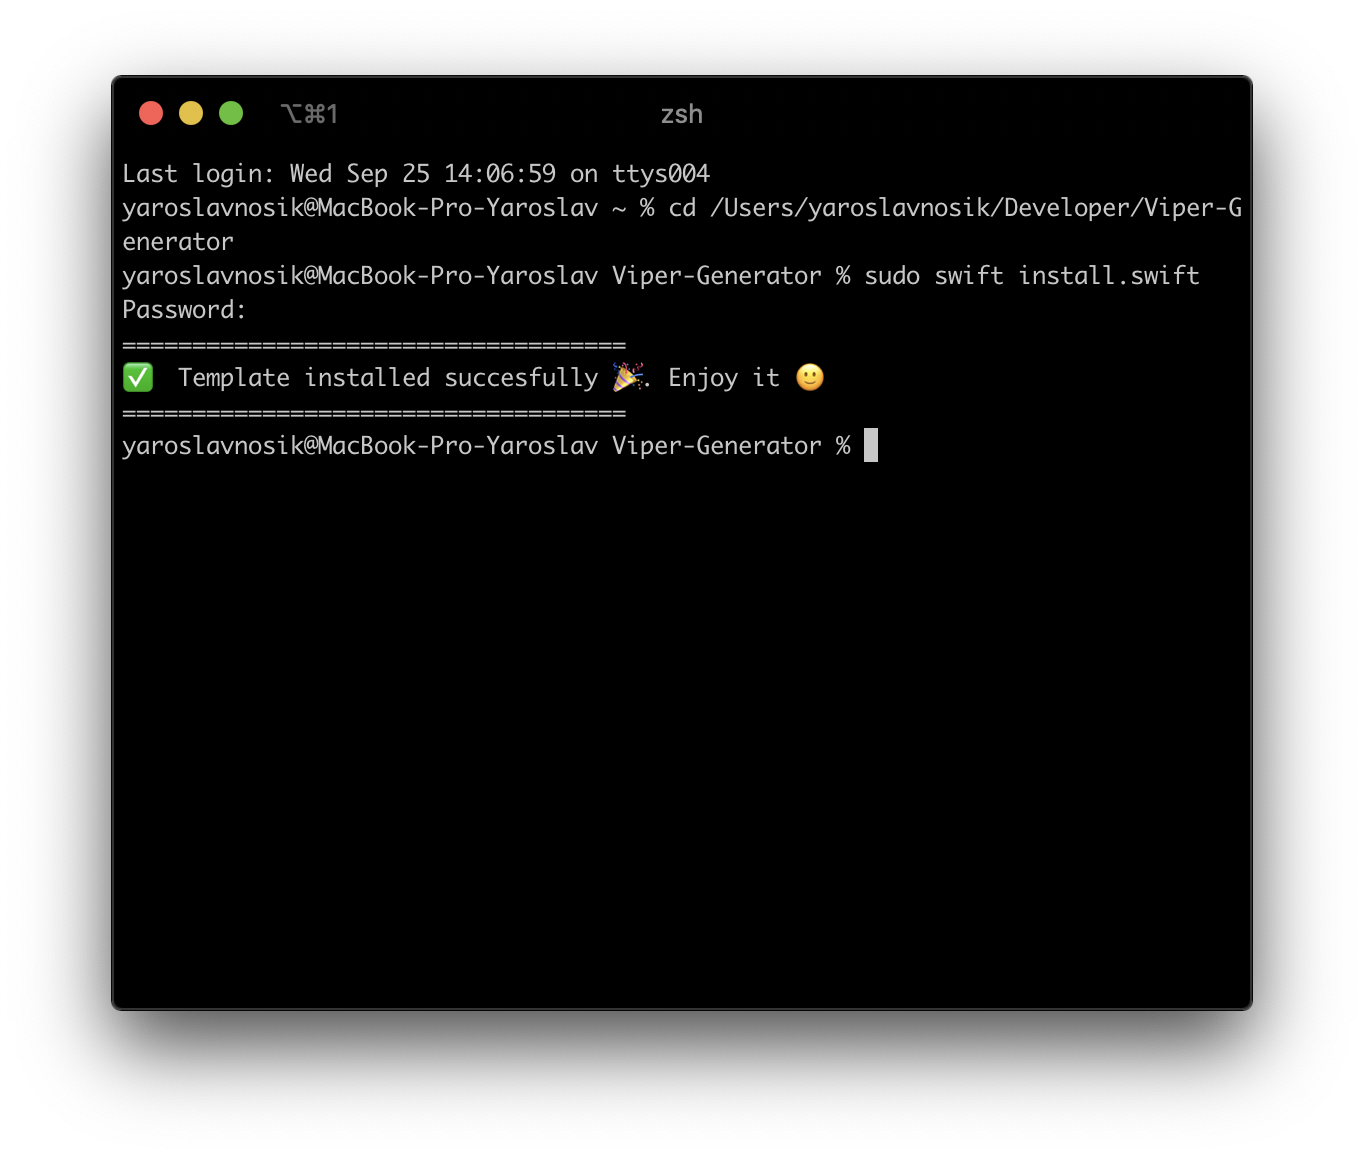 ⌥⌘1 zsh
Last login: Wed Sep 25 14:06:59 on ttys004
yaroslavnosik@MacBook-Pro-Yaroslav ~ % cd /Users/yaroslavnosik/Developer/Viper-G
enerator
yaroslavnosik@MacBook-Pro-Yaroslav Viper-Generator % sudo swift install.swift
Password:
====================================
✅ Template installed succesfully 🎉. Enjoy it 🙂
====================================
yaroslavnosik@MacBook-Pro-Yaroslav Viper-Generator %